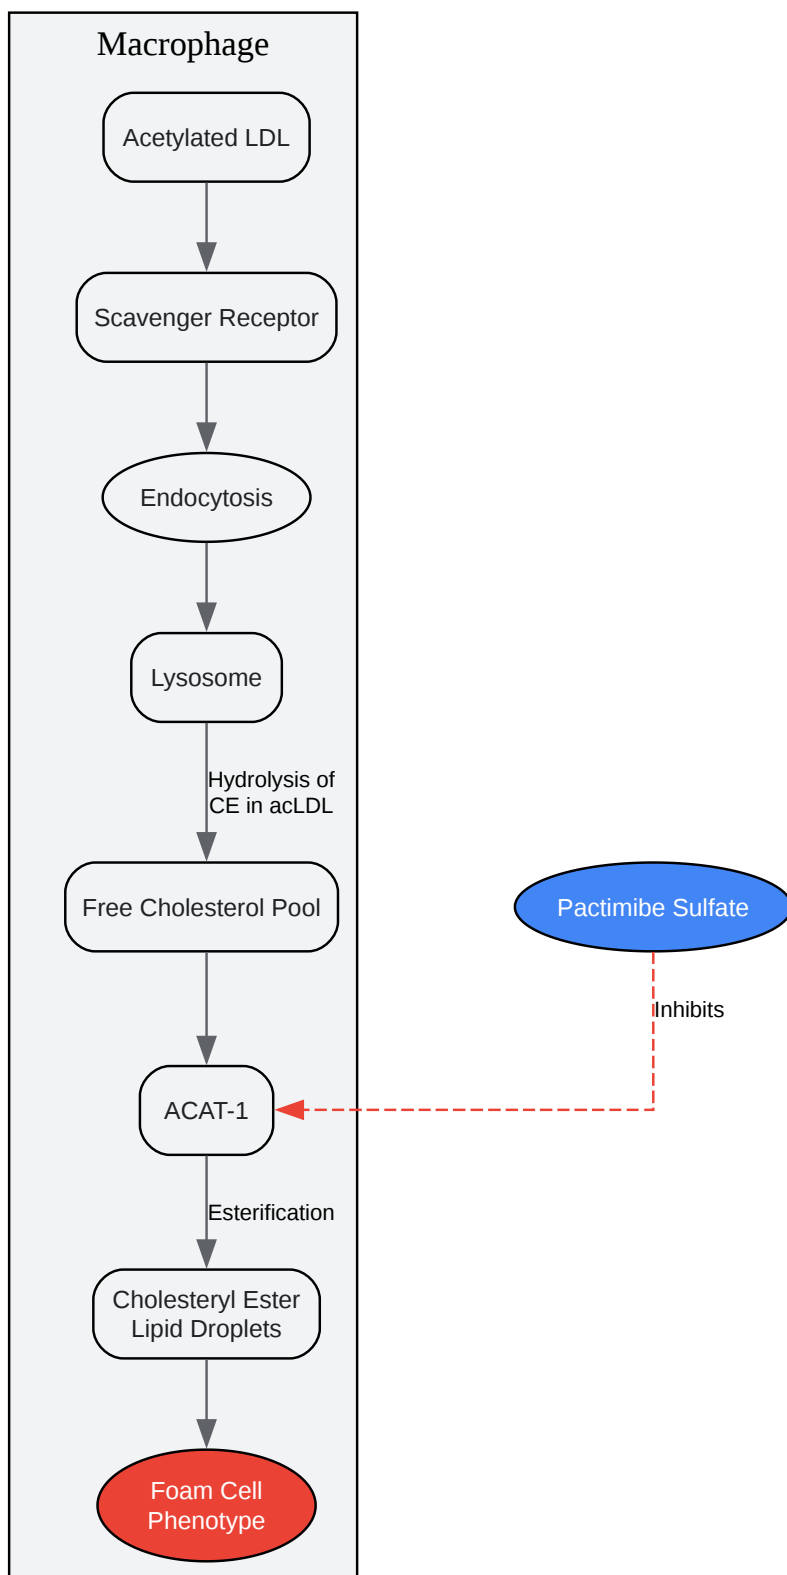 Macrophage
Acetylated LDL
Scavenger Receptor
Endocytosis
Lysosome
Hydrolysis of
CE in acLDL
Free Cholesterol Pool
Pactimibe Sulfate
Inhibits
ACAT-1
Esterification
Cholesteryl Ester
Lipid Droplets
Foam Cell
Phenotype